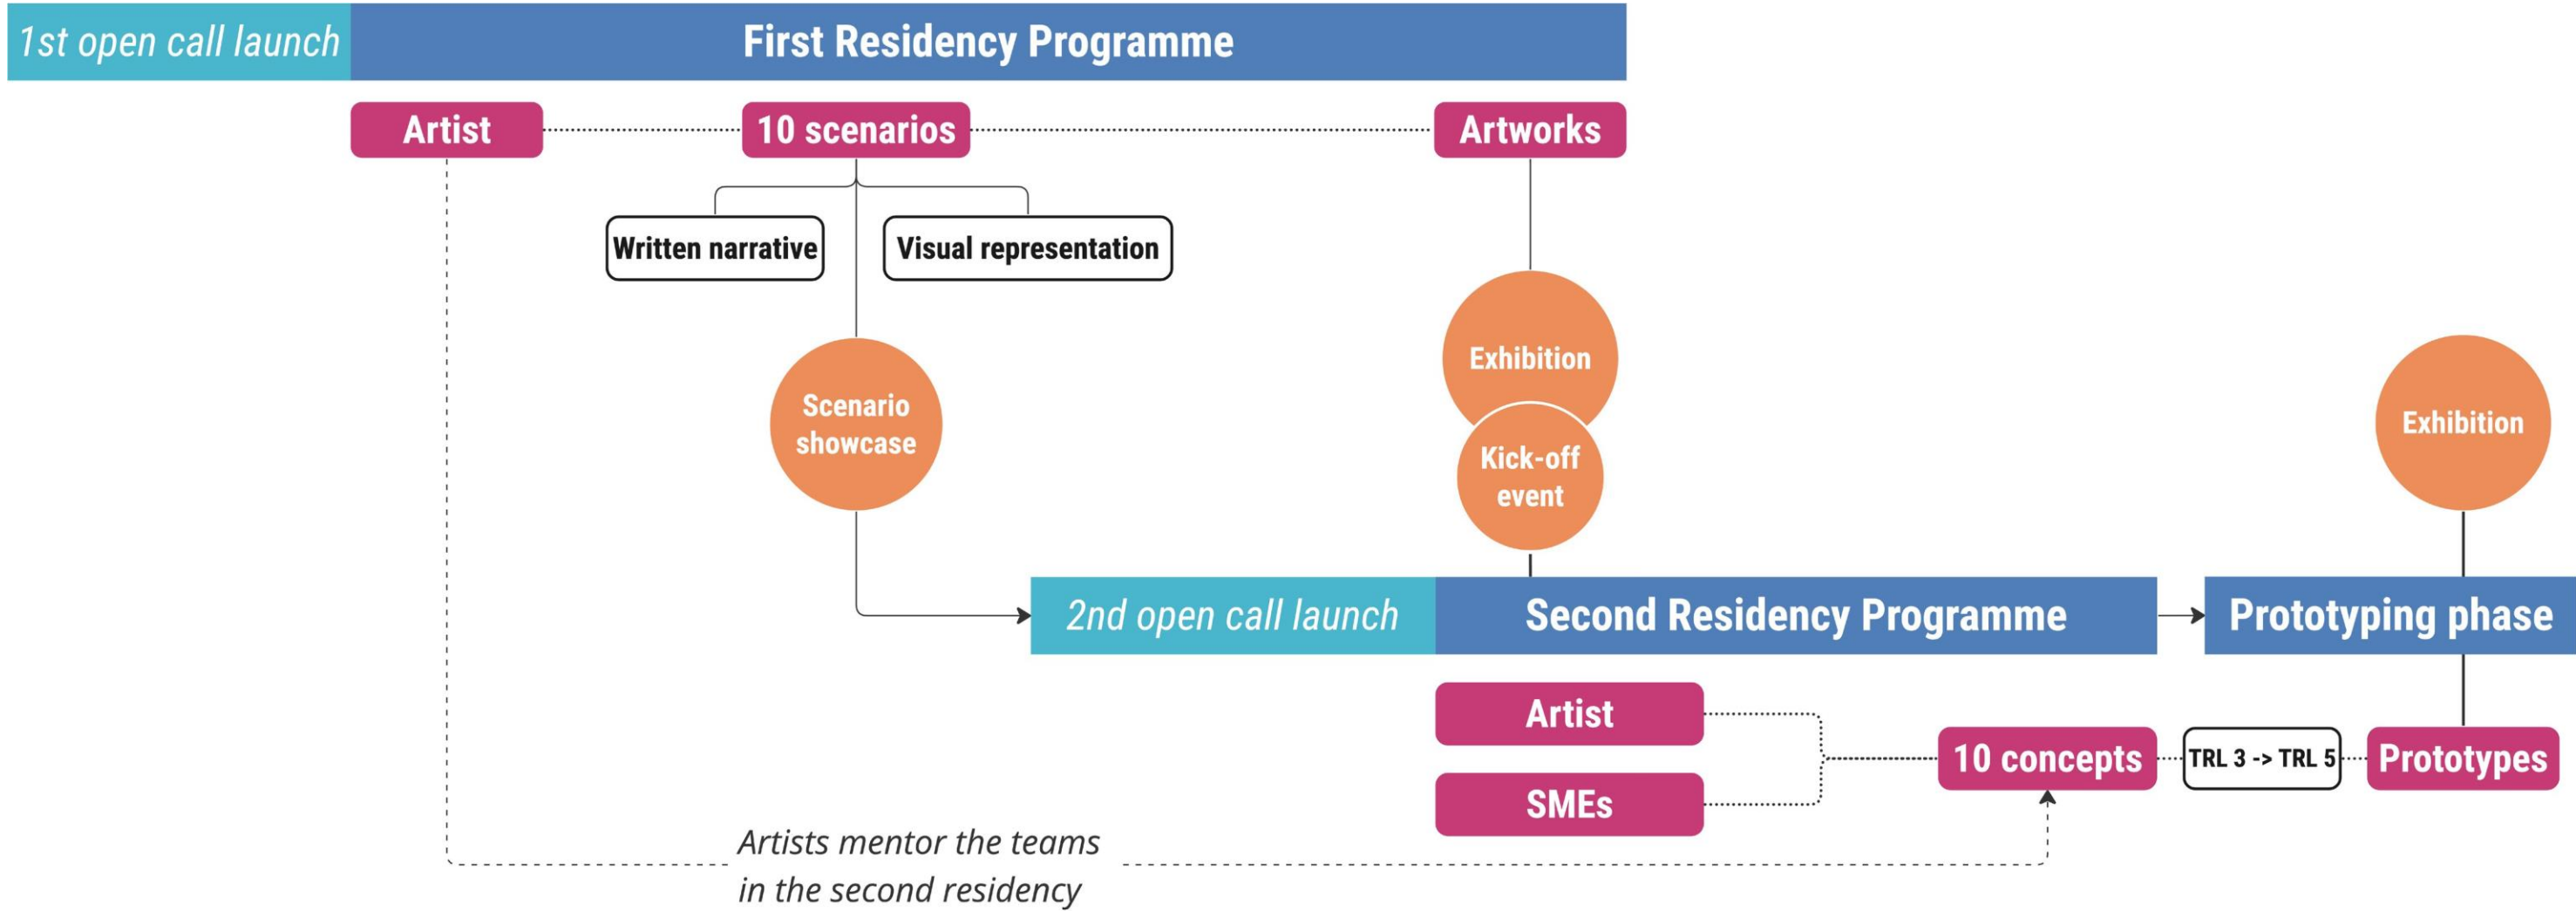 1st open call launch
First Residency Programme
Artist
10 scenarios
Artworks
Written narrative
Visual representation
Scenario
showcase
Exhibition
Kick-off
event
Exhibition
2nd open call launch
Second Residency Programme
Prototyping phase
Artist
SMEs
10 concepts
TRL 3 -> TRL 5
Prototypes
Artists mentor the teams
in the second residency